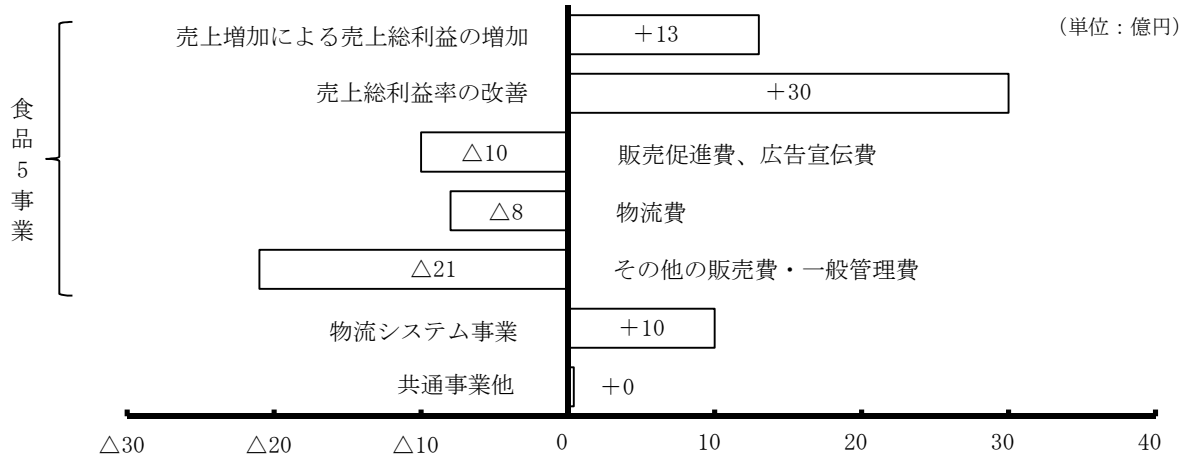 （単位：億円）
食品５事業
売上増加による売上総利益の増加 ＋13
売上総利益率の改善 ＋30
△10 販売促進費、広告宣伝費
△8 物流費
△21 その他の販売費・一般管理費
物流システム事業 ＋10
共通事業他 ＋0
△30 △20 △10 0 10 20 30 40